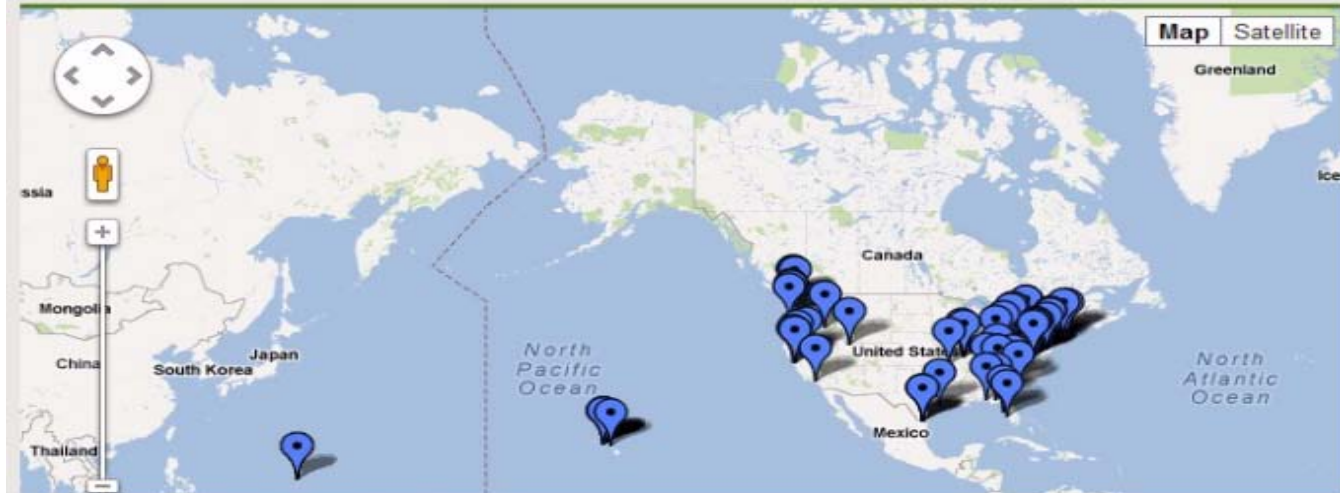 Map Satellite
Greenland
ssia
Ice
Canada
Mongolia
North
Pacific
Ocean
Japan
China
South Korea
United States
North
Atlantic
Ocean
Mexico
Thailand